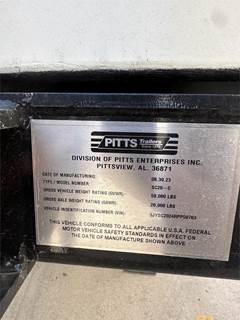 PITTS Trailers
DIVISION OF PITTS ENTERPRISES INC.
PITTSVIEW, AL. 36871
DATE OF MANUFACTURING: 08.30.23
TYPE / MODEL NUMBER: SC20-C
GROSS VEHICLE WEIGHT RATING (GVWR): 50,000 LBS
GROSS AXLE WEIGHT RATING (GAWR): 20,000 LBS
VEHICLE INDENTIFICATION NUMBER (VIN):
THIS VEHICLE CONFORMS TO ALL APPLICABLE U.S.A. FEDERAL
MOTOR VEHICLE SAFETY STANDARDS IN EFFECT ON
THE DATE OF MANUFACTURE SHOWN ABOVE